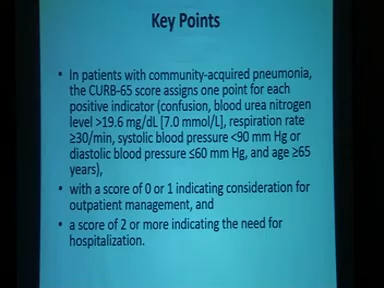 Key Points
• In patients with community-acquired pneumonia,
the CURB-65 score assigns one point for each
positive indicator (confusion, blood urea nitrogen
level >19.6 mg/dL [7.0 mmol/L], respiration rate
≥30/min, systolic blood pressure <90 mm Hg or
diastolic blood pressure ≤60 mm Hg, and age ≥65
years),
• with a score of 0 or 1 indicating consideration for
outpatient management, and
• a score of 2 or more indicating the need for
hospitalization.